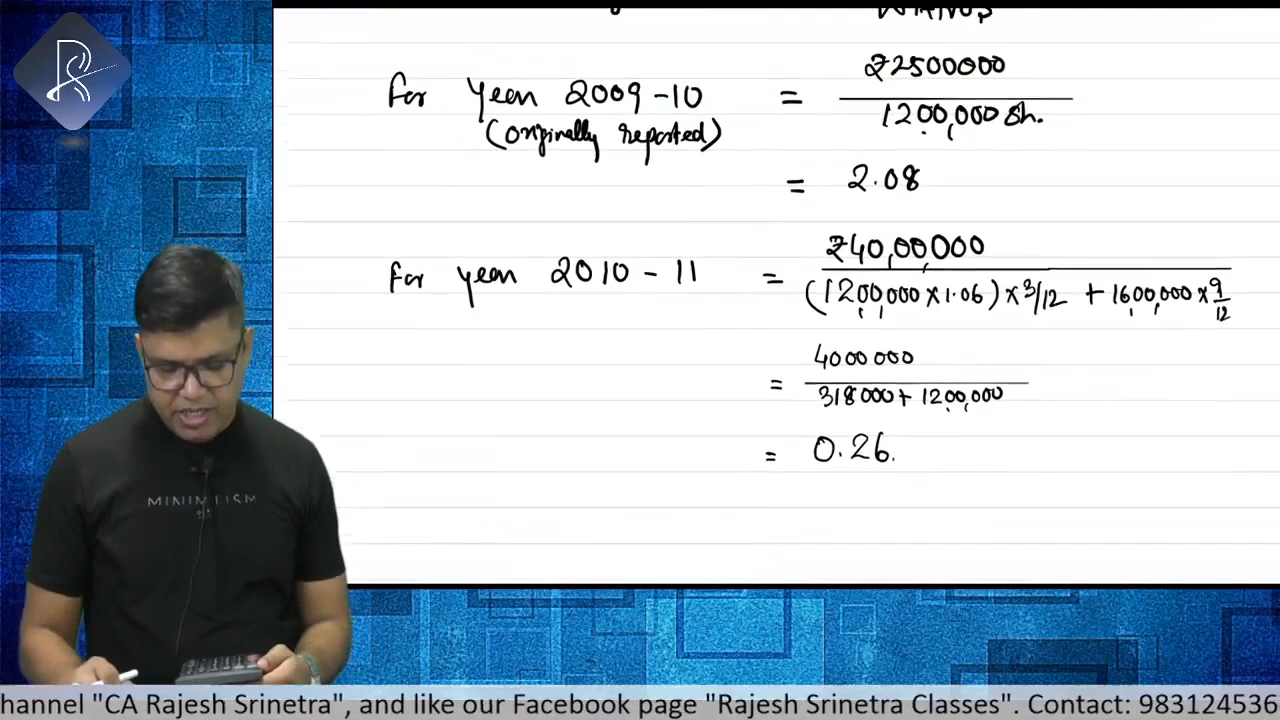 For year 2009-10 = ₹2500000 / 1200,000 sh.
(originally reported)
= 2.08
For year 2010-11 = ₹40,00,000 / (1200,000 × 1.06) × 3/12 + 1600,000 × 9/12
= 4000000 / 318000 + 1200,000
= 0.26.
MINIMALISM
hannel "CA Rajesh Srinetra", and like our Facebook page "Rajesh Srinetra Classes". Contact: 983124536